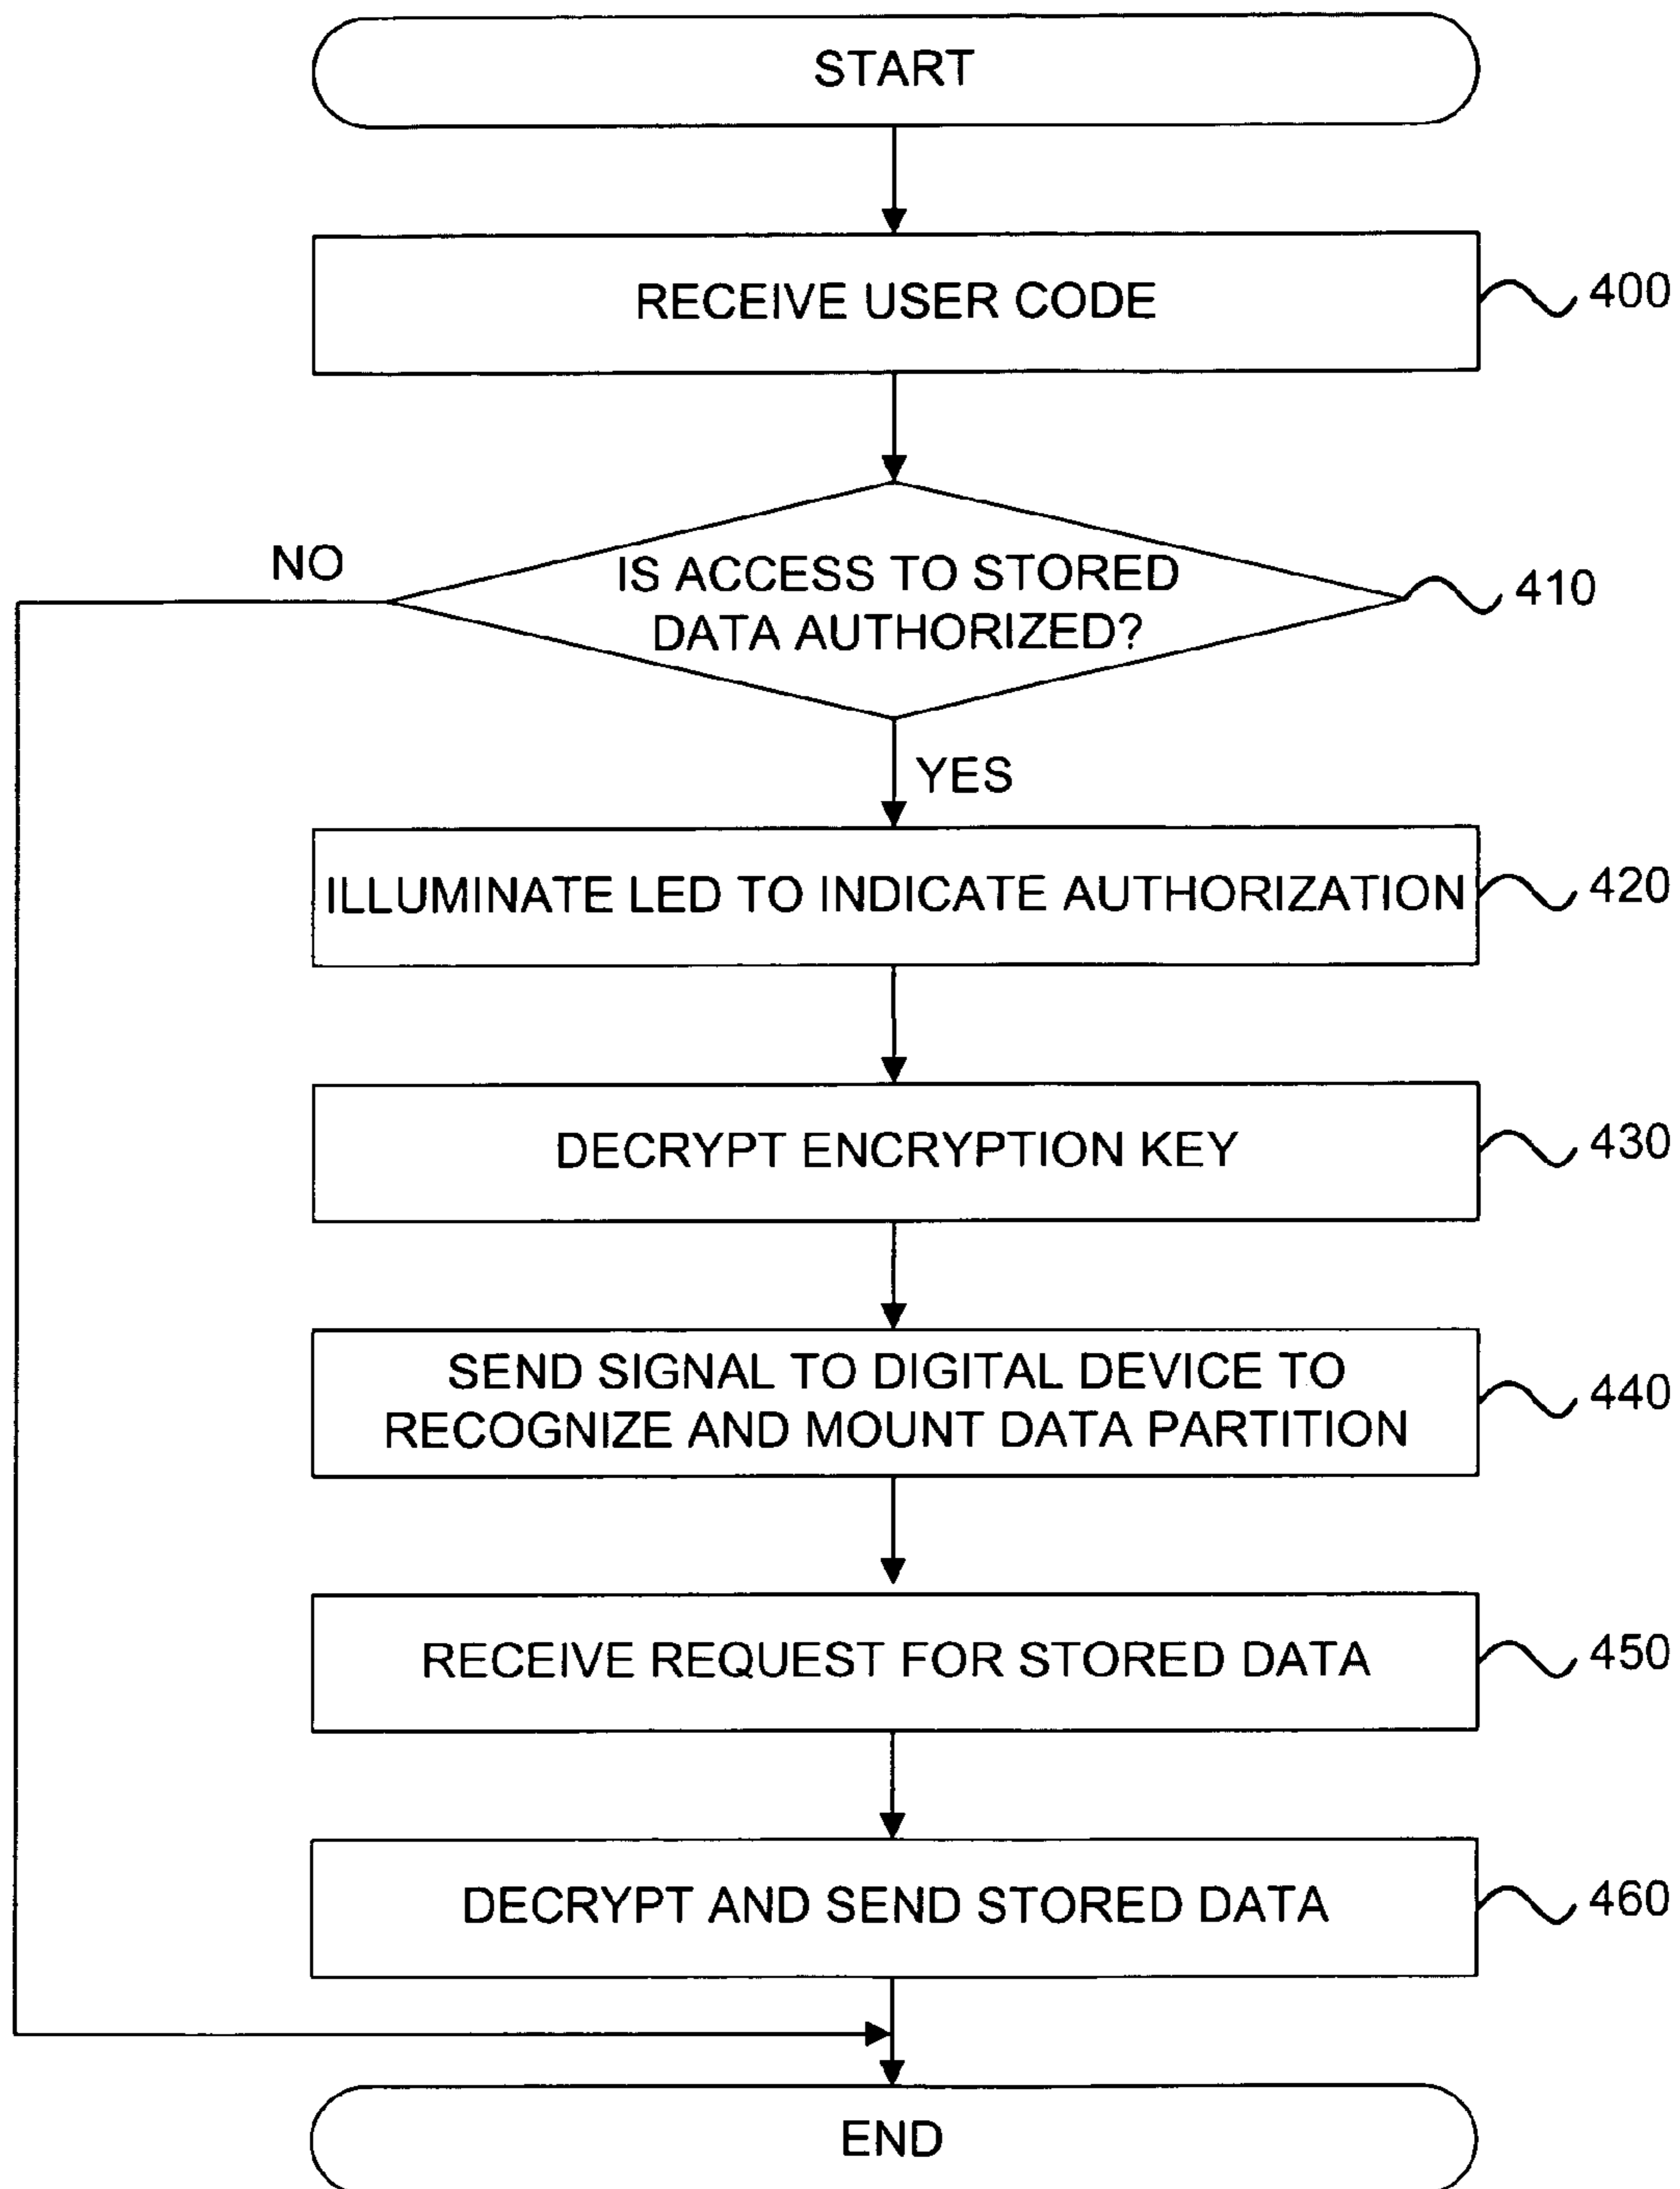 START
RECEIVE USER CODE
400
IS ACCESS TO STORED
DATA AUTHORIZED?
410
NO
YES
ILLUMINATE LED TO INDICATE AUTHORIZATION
420
DECRYPT ENCRYPTION KEY
430
SEND SIGNAL TO DIGITAL DEVICE TO
RECOGNIZE AND MOUNT DATA PARTITION
440
RECEIVE REQUEST FOR STORED DATA
450
DECRYPT AND SEND STORED DATA
460
END